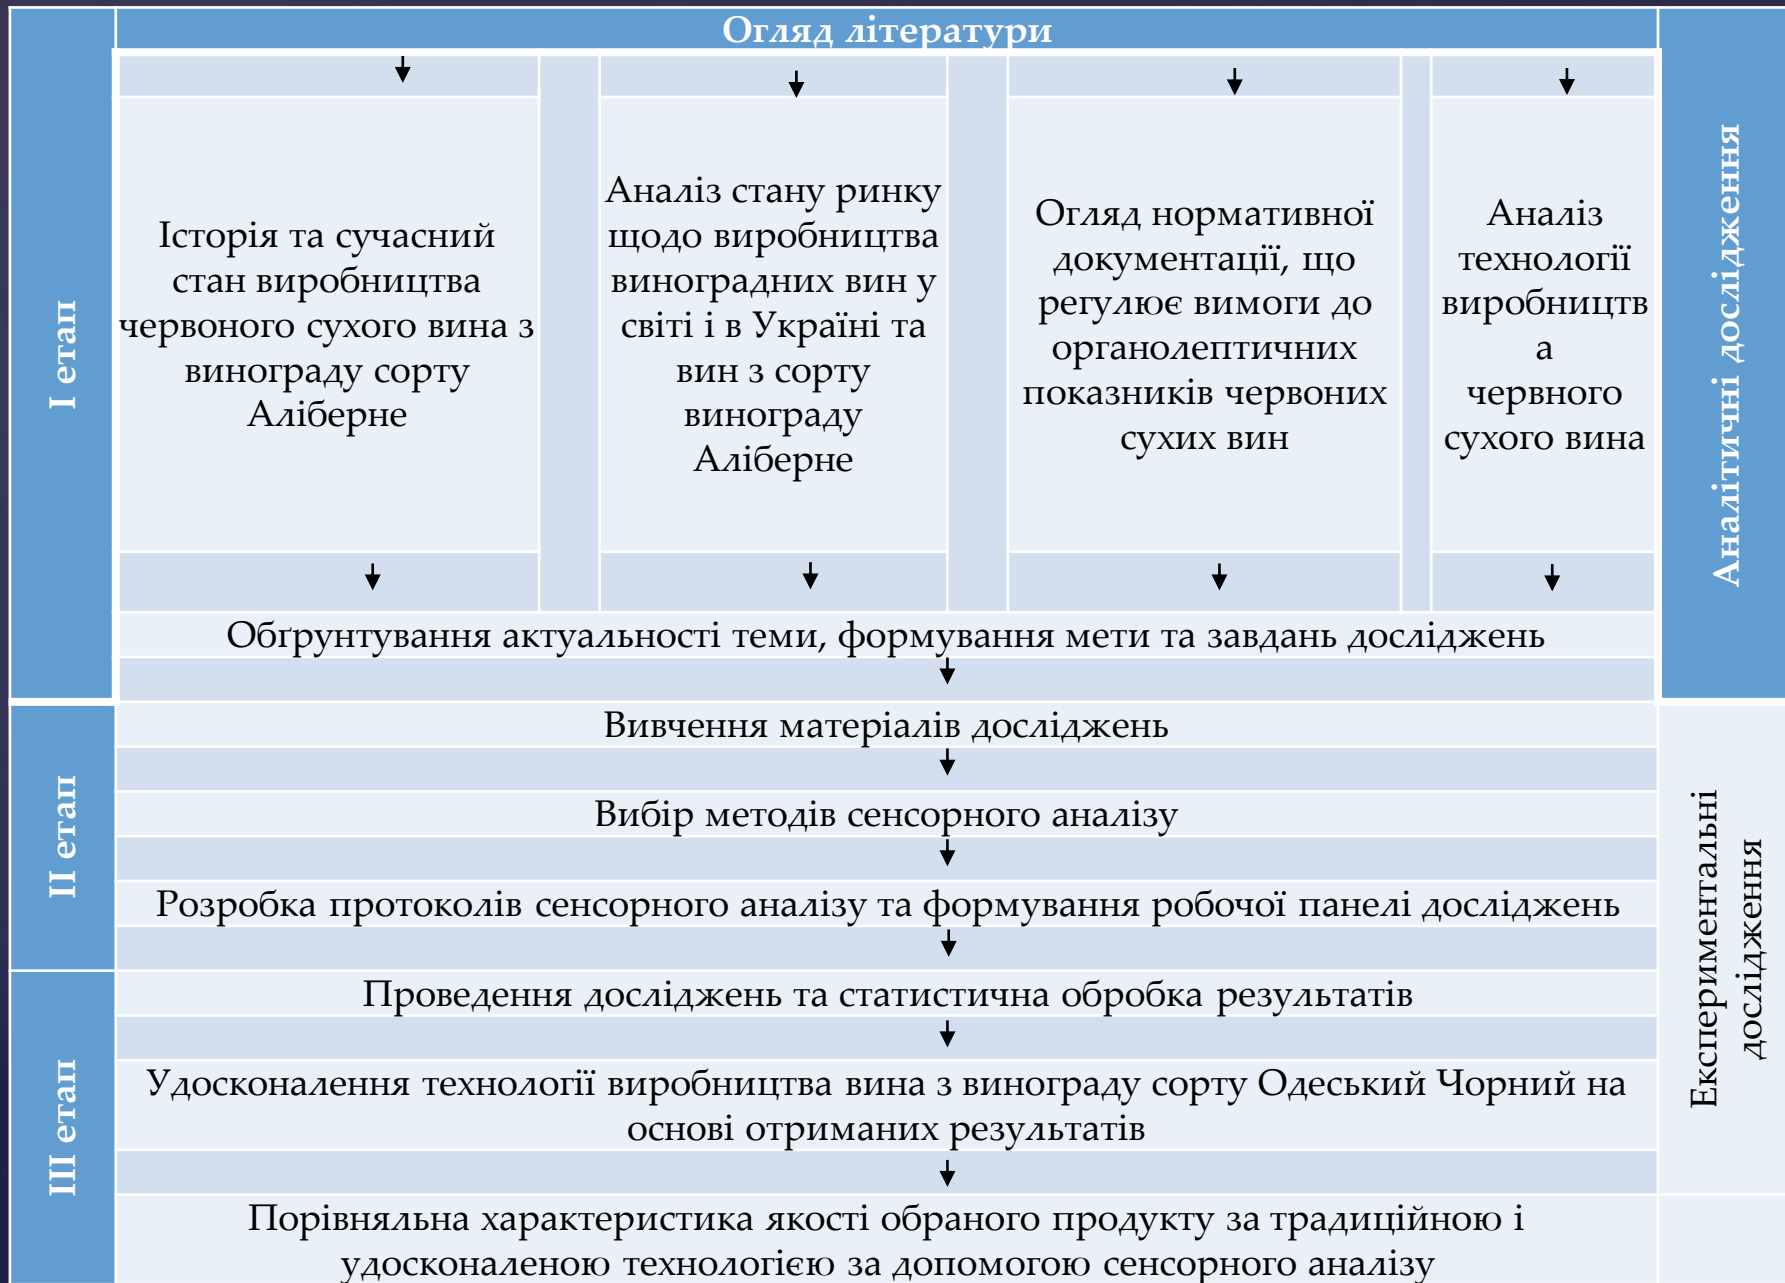 Огляд літератури
І етап
Історія та сучасний
стан виробництва
червоного сухого вина з
винограду сорту
Аліберне
Аналіз стану ринку
щодо виробництва
виноградних вин у
світі і в Україні та
вин з сорту
винограду
Аліберне
Огляд нормативної
документації, що
регулює вимоги до
органолептичних
показників червоних
сухих вин
Аналіз
технології
виробництв
а
червного
сухого вина
Аналітичні дослідження
Обґрунтування актуальності теми, формування мети та завдань досліджень
ІІ етап
Вивчення матеріалів досліджень
Вибір методів сенсорного аналізу
Розробка протоколів сенсорного аналізу та формування робочої панелі досліджень
Експериментальні
дослідження
ІІІ етап
Проведення досліджень та статистична обробка результатів
Удосконалення технології виробництва вина з винограду сорту Одеський Чорний на
основі отриманих результатів
Порівняльна характеристика якості обраного продукту за традиційною і
удосконаленою технологією за допомогою сенсорного аналізу